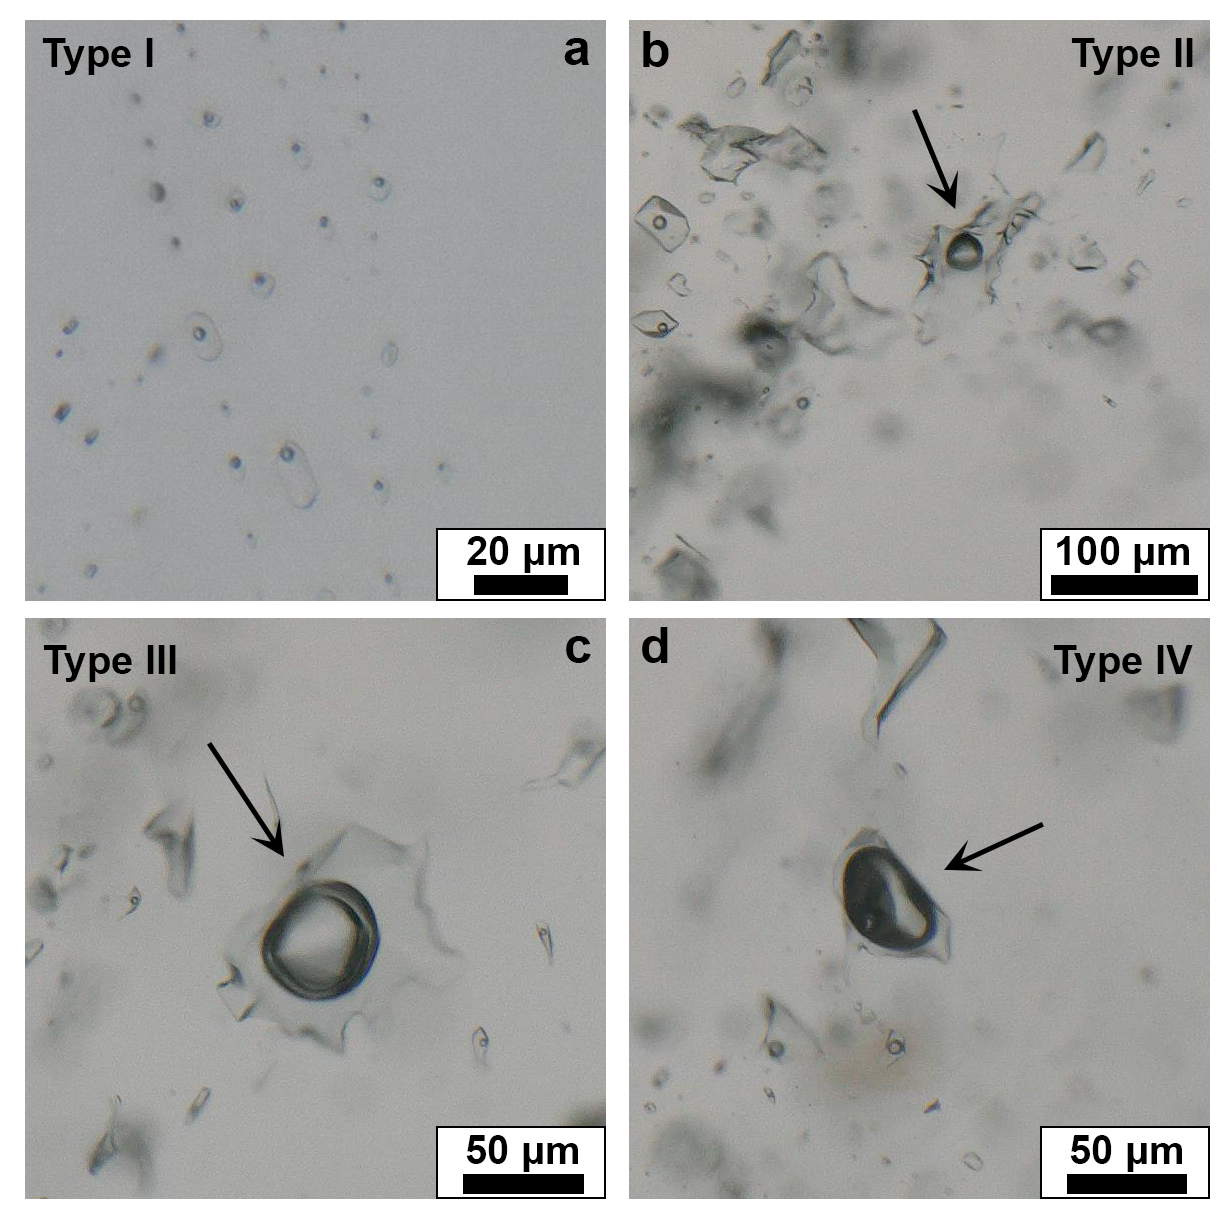 Type I
a
20 µm
b
Type II
100 µm
Type III
c
50 µm
d
Type IV
50 µm